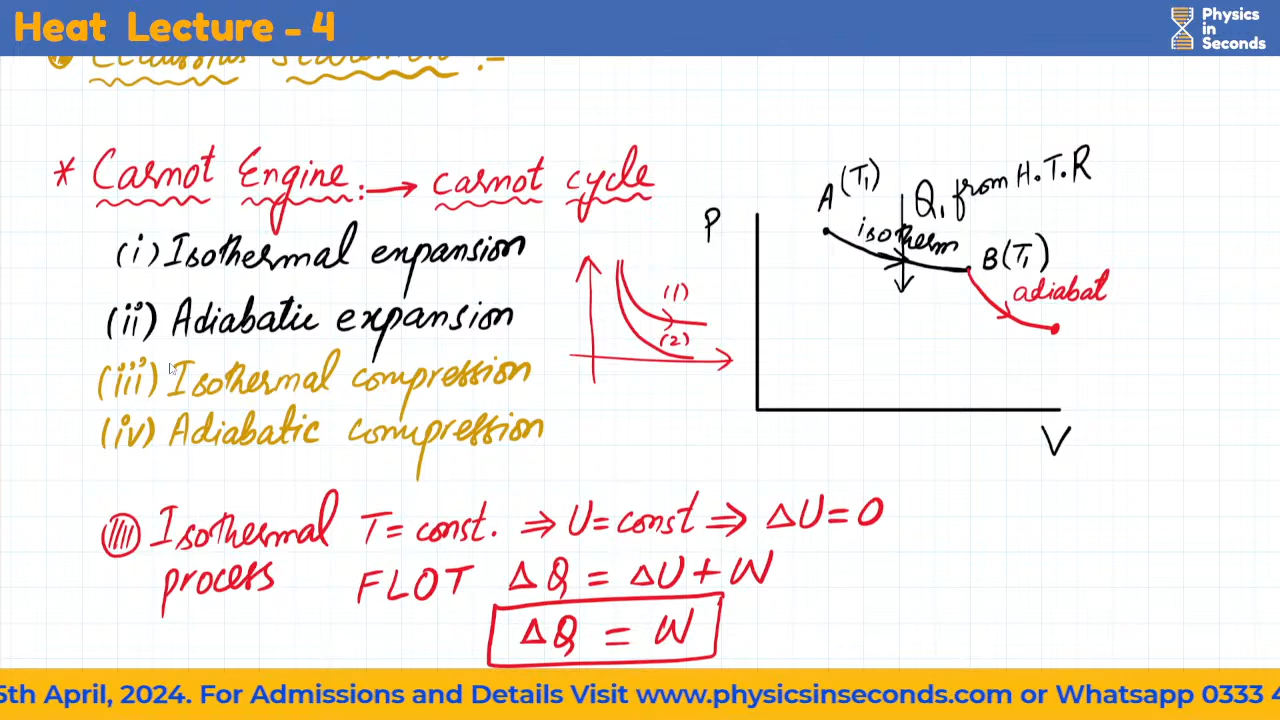 Heat Lecture - 4
Physics
in
Seconds
* Carnot Engine :→ carnot cycle
(i) Isothermal expansion
(ii) Adiabatic expansion
(iii) Isothermal compression
(iv) Adiabatic compression
(1)
(2)
P
A(T₁)
Q₁ from H.T.R
isotherm
B(T₁)
adiabat
V
Isothermal T = const. ⇒ U = const ⇒ ΔU = 0
process FLOT ΔQ = ΔU + W
ΔQ = W
5th April, 2024. For Admissions and Details Visit www.physicsinseconds.com or Whatsapp 0333 4